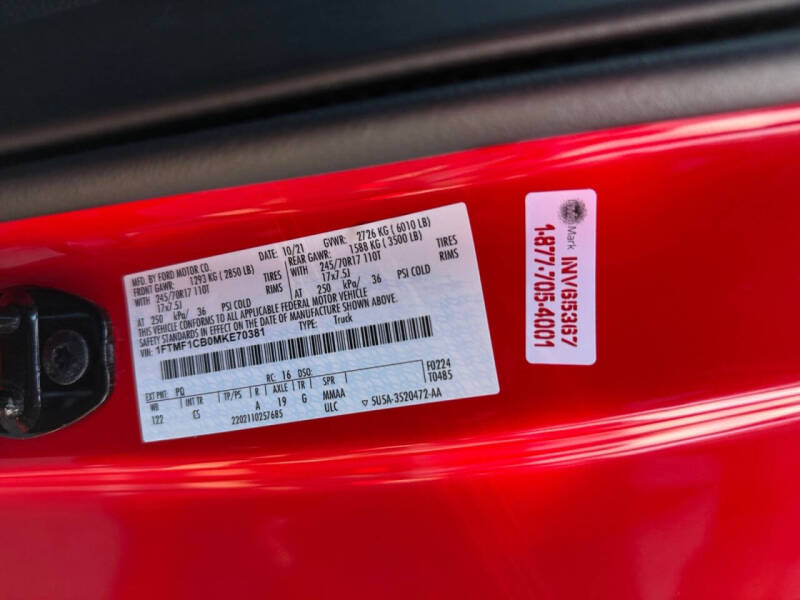 MFD. BY FORD MOTOR CO.
10/21 GVWR: 2726 KG ( 6010 LB)
FRONT GAWR: 1293 KG ( 2850 LB)
REAR GAWR: 1588 KG ( 3500 LB)
245/70R17 110T TIRES
245/70R17 110T TIRES
17x7.5J RIMS
17x7.5J RIMS
AT 250 kPa/ 36 PSI COLD
AT 250 kPa/ 36 PSI COLD
THIS VEHICLE CONFORMS TO ALL APPLICABLE FEDERAL MOTOR VEHICLE
SAFETY STANDARDS IN EFFECT ON THE DATE OF MANUFACTURE SHOWN ABOVE.
VIN: 1FTMF1CB0MKE70381
TYPE: Truck
EXT PNT: PQ RC: 16 DSO: F0224
WB INT TR TP/PS R AXLE TR SPR T0485
122 CS A 19 G MMAA
2202110257685 ULC
▽ SU5A-3520472-AA
Mark
INV65E367
1-877-705-4001